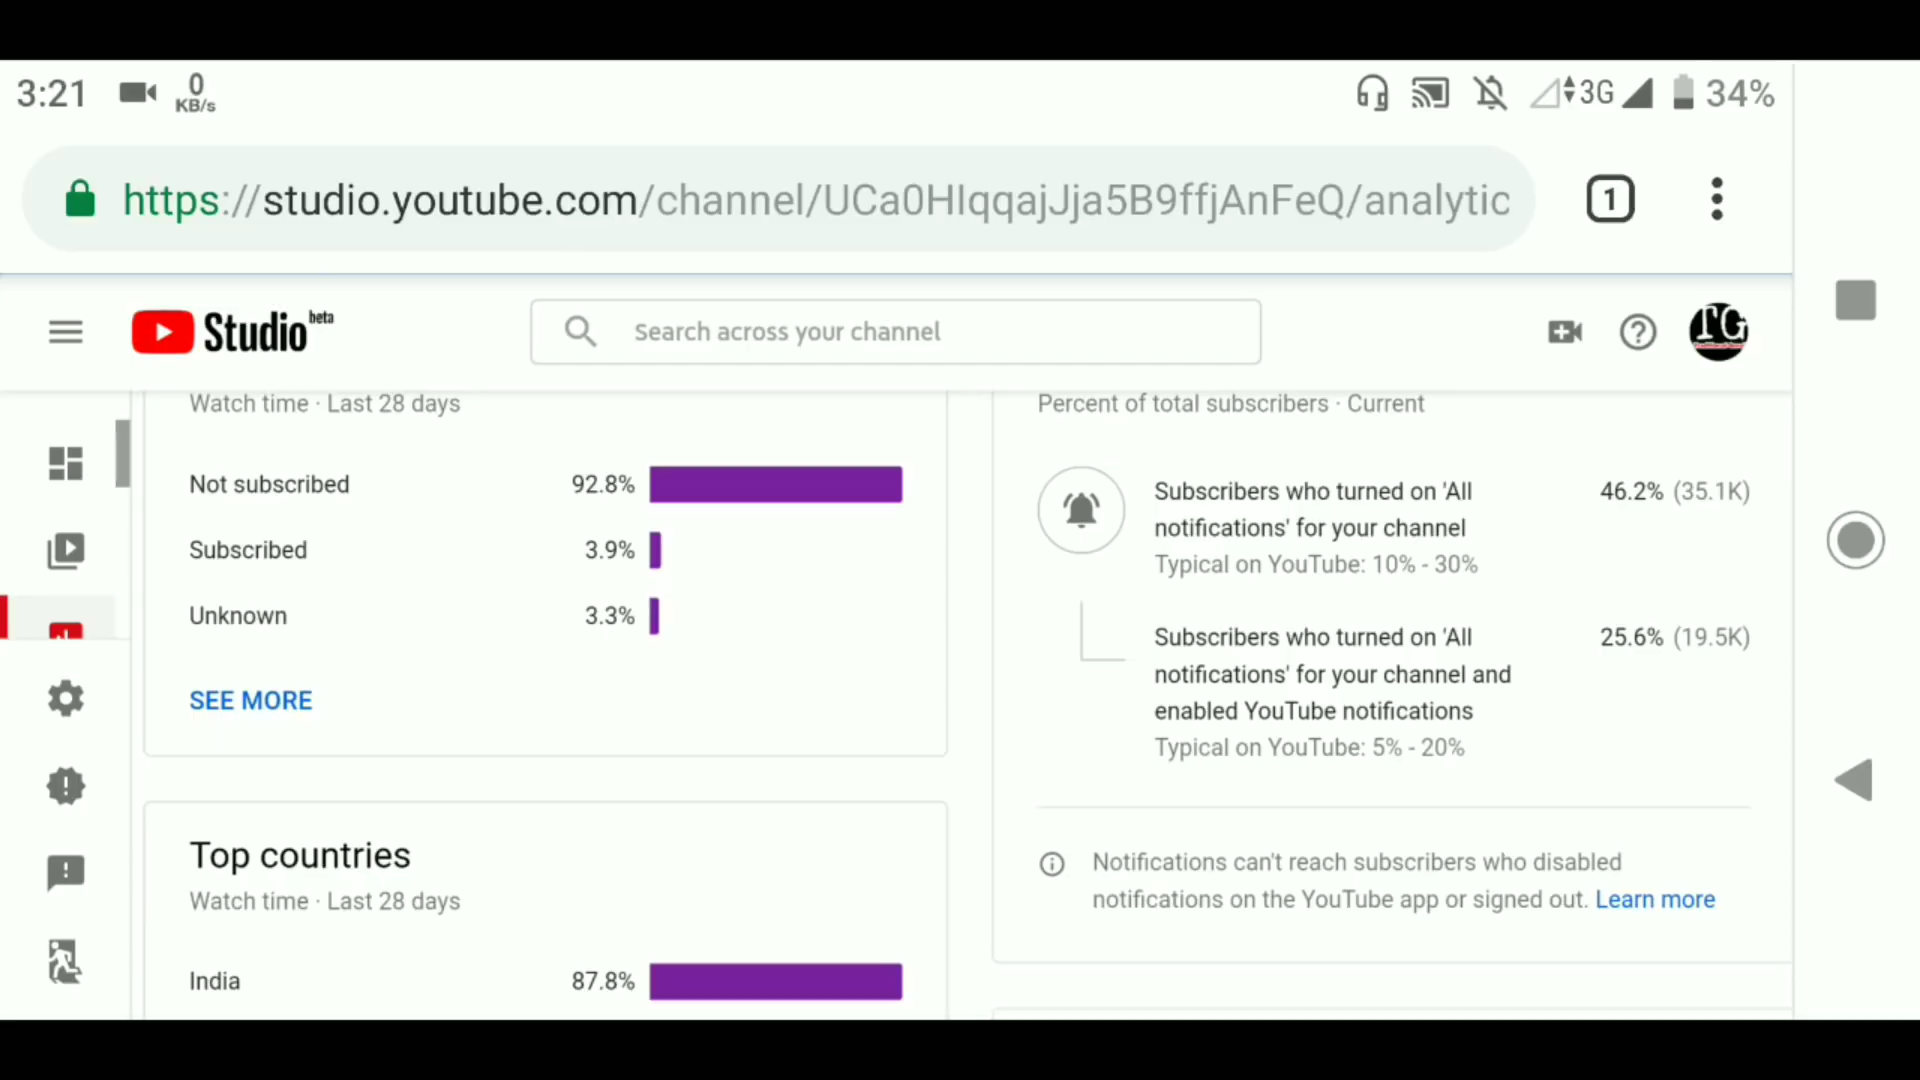 3:21
0
KB/s
3G
34%
https://studio.youtube.com/channel/UCa0HIqqajJja5B9ffjAnFeQ/analytic
1
Studio beta
Search across your channel
TG
Watch time · Last 28 days
Not subscribed 92.8%
Subscribed 3.9%
Unknown 3.3%
SEE MORE
Top countries
Watch time · Last 28 days
India 87.8%
Percent of total subscribers · Current
Subscribers who turned on 'All 46.2% (35.1K)
notifications' for your channel
Typical on YouTube: 10% - 30%
Subscribers who turned on 'All 25.6% (19.5K)
notifications' for your channel and
enabled YouTube notifications
Typical on YouTube: 5% - 20%
Notifications can't reach subscribers who disabled
notifications on the YouTube app or signed out. Learn more